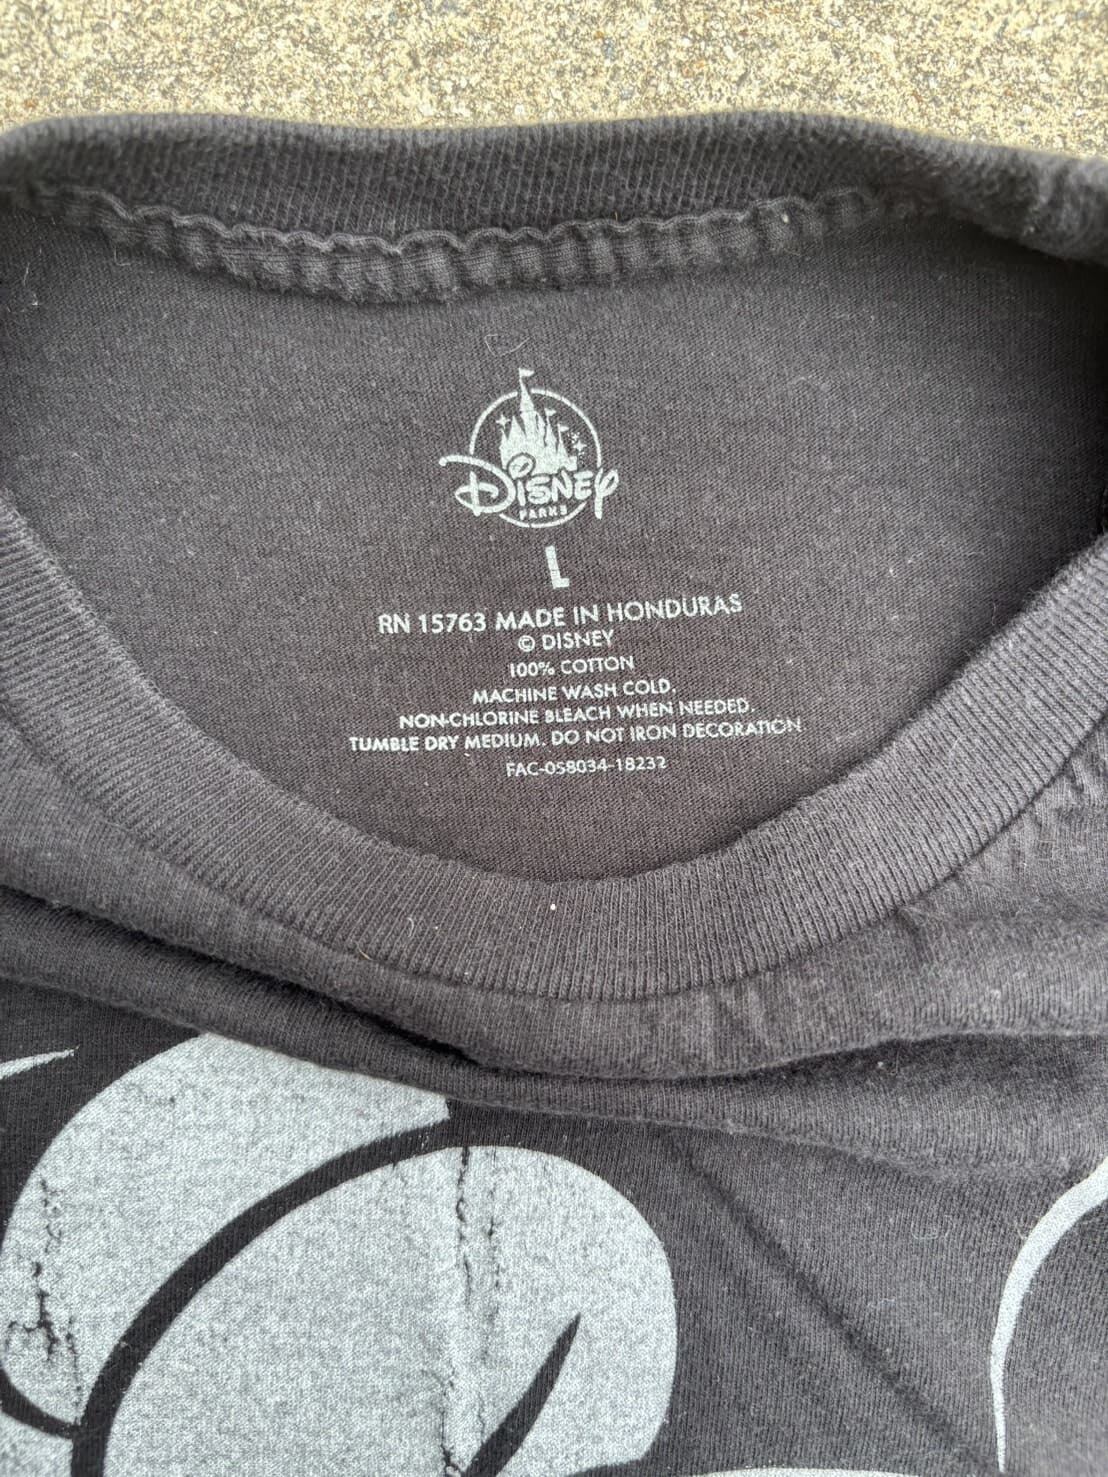 Disney
PARKS
L
RN 15763 MADE IN HONDURAS
© DISNEY
100% COTTON
MACHINE WASH COLD.
NON-CHLORINE BLEACH WHEN NEEDED.
TUMBLE DRY MEDIUM. DO NOT IRON DECORATION
FAC-058034-18232